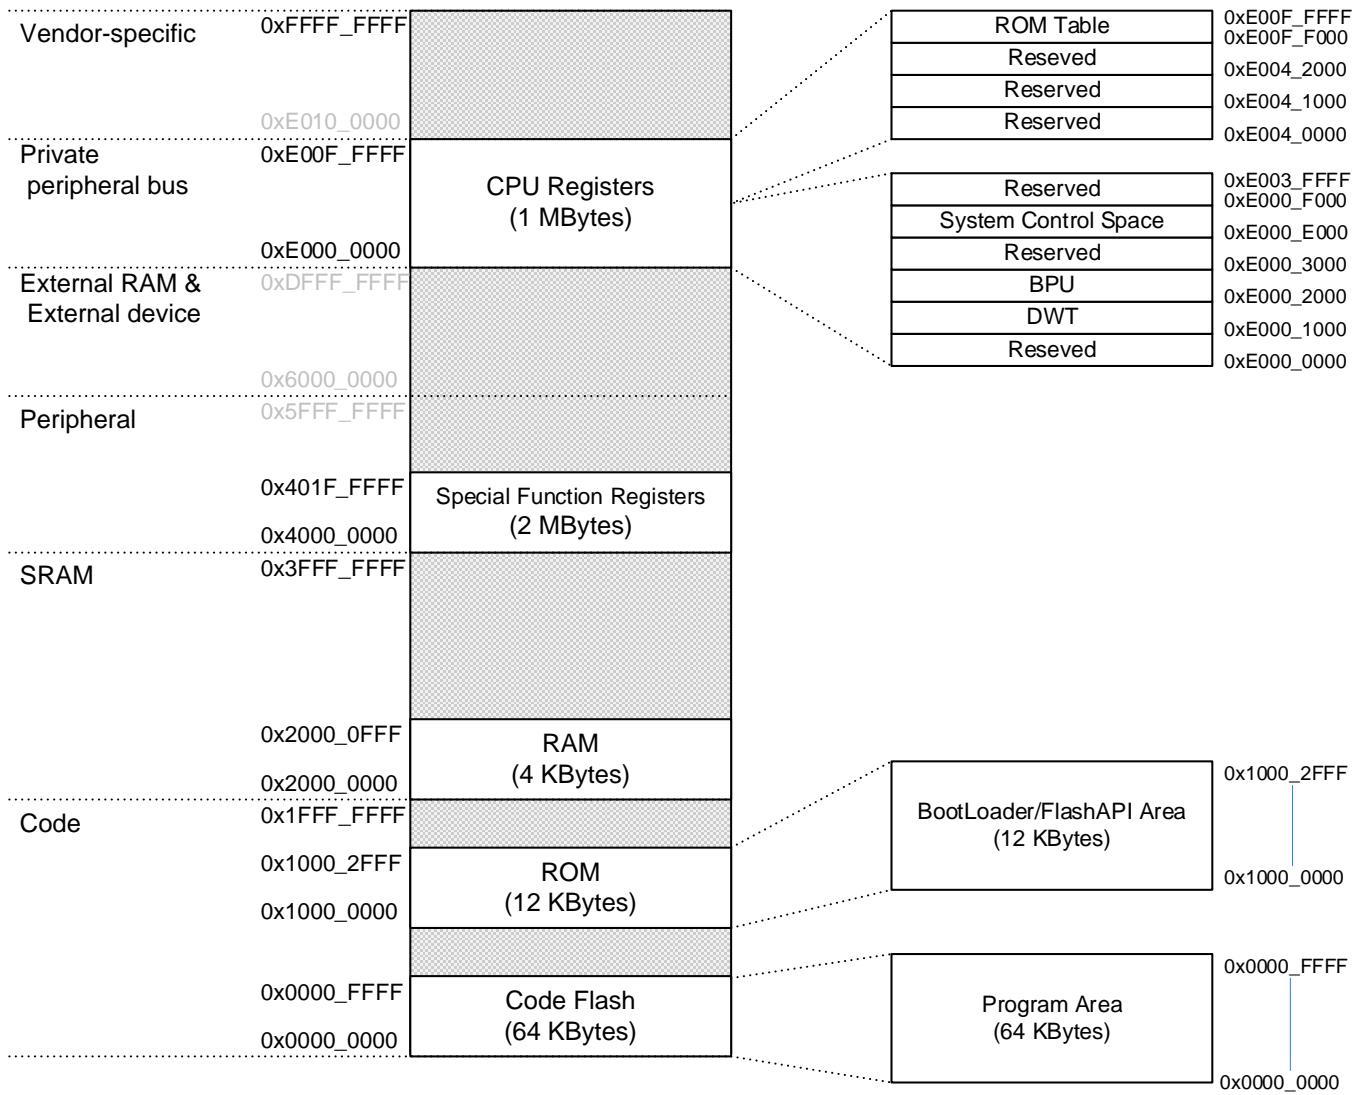 Vendor-specific
0xFFFF_FFFF
0xE010_0000
Private
peripheral bus
0xE00F_FFFF
0xE000_0000
CPU Registers
(1 MBytes)
External RAM &
External device
0xDFFF_FFFF
0x6000_0000
Peripheral
0x5FFF_FFFF
0x401F_FFFF
0x4000_0000
Special Function Registers
(2 MBytes)
SRAM
0x3FFF_FFFF
0x2000_0FFF
0x2000_0000
RAM
(4 KBytes)
Code
0x1FFF_FFFF
0x1000_2FFF
0x1000_0000
ROM
(12 KBytes)
0x0000_FFFF
0x0000_0000
Code Flash
(64 KBytes)
ROM Table
0xE00F_FFFF
0xE00F_F000
Reseved
0xE004_2000
Reserved
0xE004_1000
Reserved
0xE004_0000
Reserved
0xE003_FFFF
0xE000_F000
System Control Space
0xE000_E000
Reserved
0xE000_3000
BPU
0xE000_2000
DWT
0xE000_1000
Reseved
0xE000_0000
BootLoader/FlashAPI Area
(12 KBytes)
0x1000_2FFF
0x1000_0000
Program Area
(64 KBytes)
0x0000_FFFF
0x0000_0000